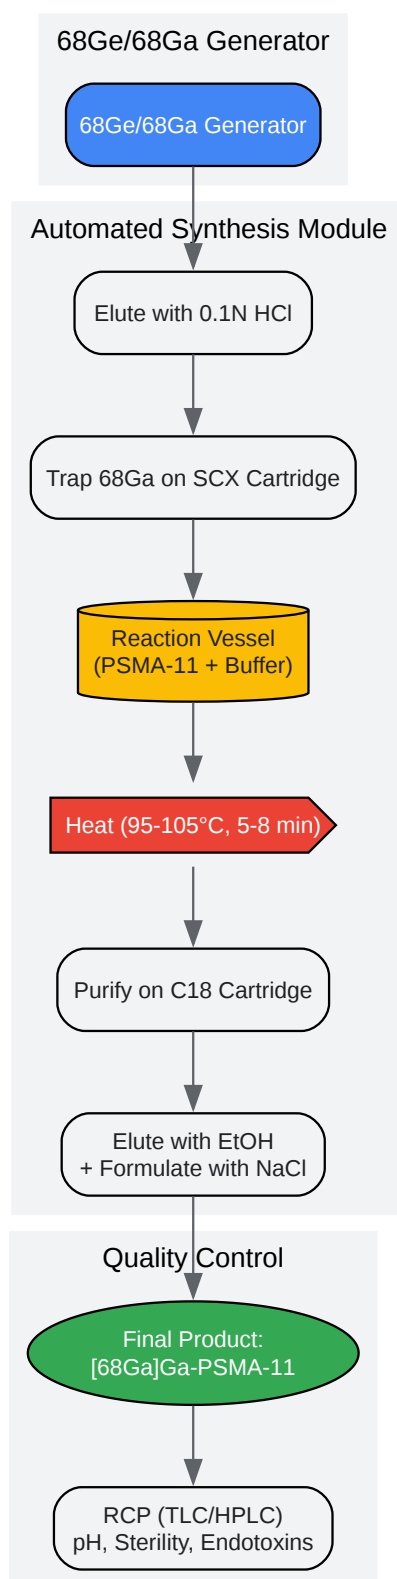 68Ge/68Ga Generator
68Ge/68Ga Generator
Automated Synthesis Module
Elute with 0.1N HCl
Trap 68Ga on SCX Cartridge
Reaction Vessel
(PSMA-11 + Buffer)
Heat (95-105°C, 5-8 min)
Purify on C18 Cartridge
Elute with EtOH
+ Formulate with NaCl
Quality Control
Final Product:
[68Ga]Ga-PSMA-11
RCP (TLC/HPLC)
pH, Sterility, Endotoxins